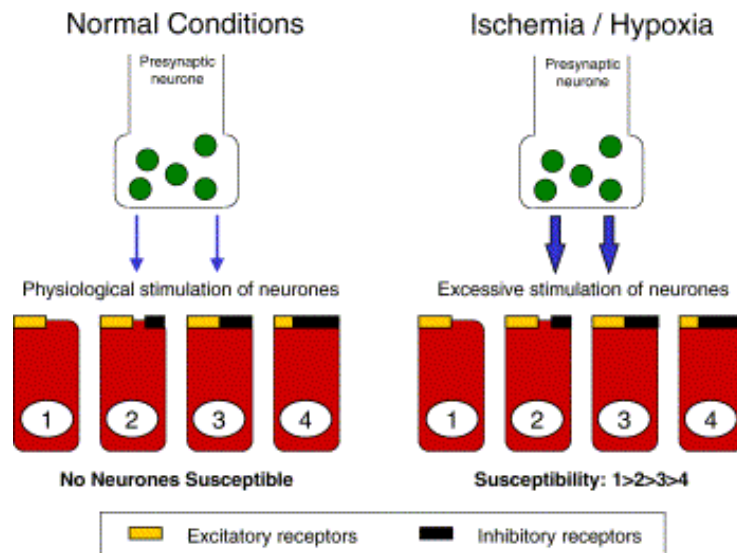 Normal Conditions
Presynaptic
neurone
Physiological stimulation of neurones
1 2 3 4
No Neurones Susceptible
Ischemia / Hypoxia
Presynaptic
neurone
Excessive stimulation of neurones
1 2 3 4
Susceptibility: 1>2>3>4
Excitatory receptors
Inhibitory receptors